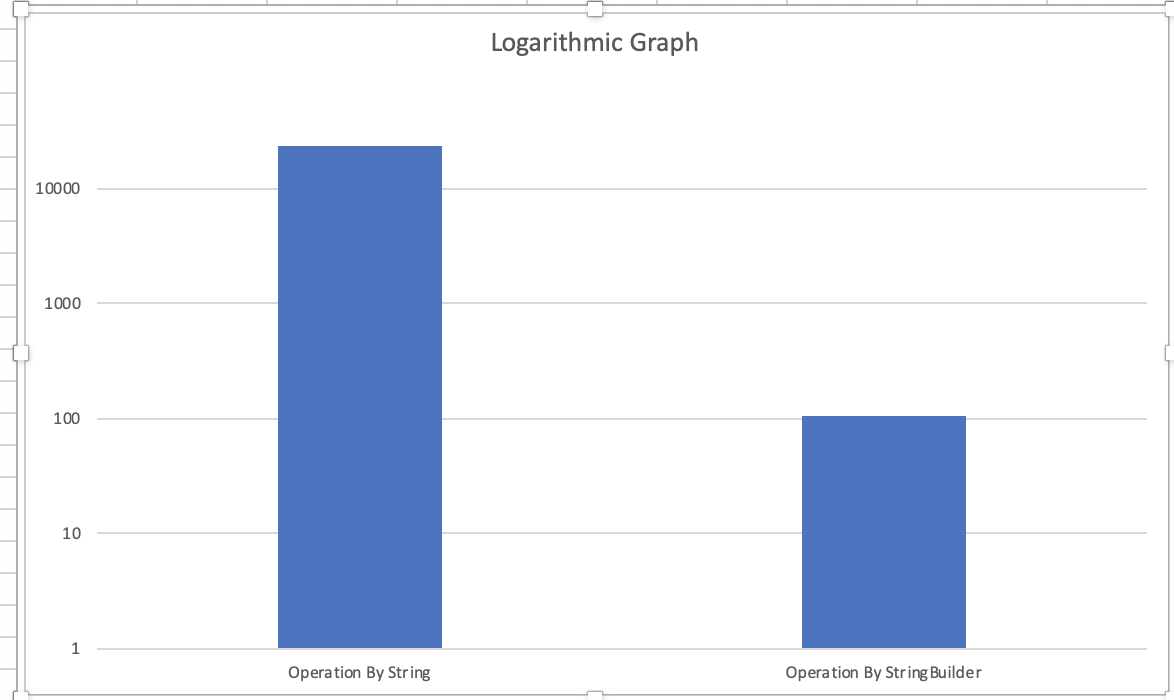 Logarithmic Graph
10000
1000
100
10
1
Operation By String
Operation By StringBuilder